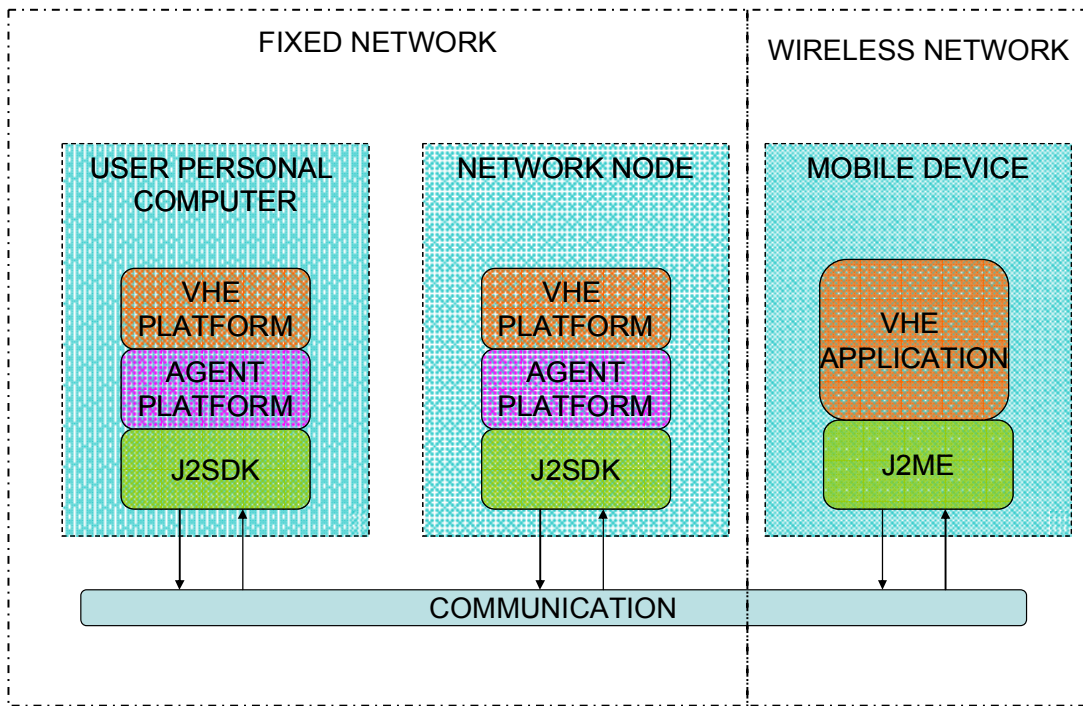 FIXED NETWORK
WIRELESS NETWORK
USER PERSONAL
COMPUTER
VHE
PLATFORM
AGENT
PLATFORM
J2SDK
NETWORK NODE
VHE
PLATFORM
AGENT
PLATFORM
J2SDK
MOBILE DEVICE
VHE
APPLICATION
J2ME
COMMUNICATION